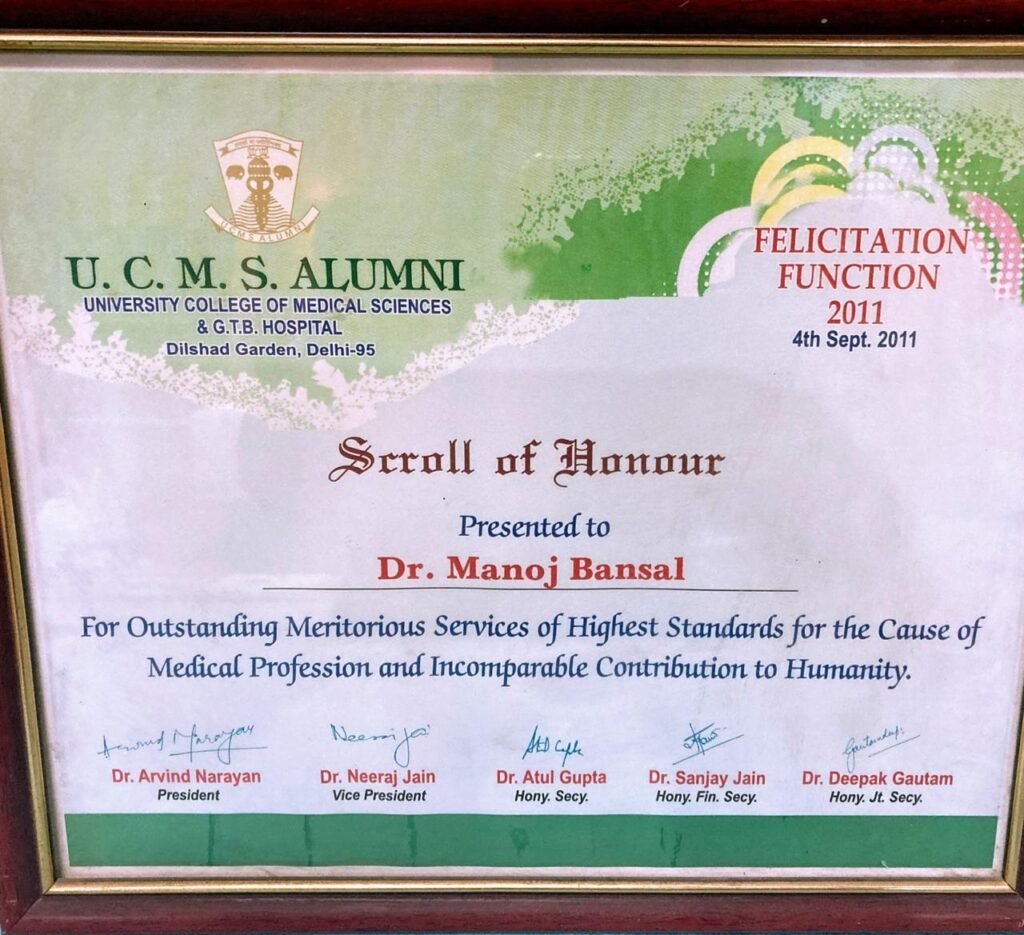 UCMS ALUMNI
U. C. M. S. ALUMNI
UNIVERSITY COLLEGE OF MEDICAL SCIENCES
& G.T.B. HOSPITAL
Dilshad Garden, Delhi-95
FELICITATION
FUNCTION
2011
4th Sept. 2011
Scroll of Honour
Presented to
Dr. Manoj Bansal
For Outstanding Meritorious Services of Highest Standards for the Cause of
Medical Profession and Incomparable Contribution to Humanity.
Dr. Arvind Narayan
President
Dr. Neeraj Jain
Vice President
Dr. Atul Gupta
Hony. Secy.
Dr. Sanjay Jain
Hony. Fin. Secy.
Dr. Deepak Gautam
Hony. Jt. Secy.